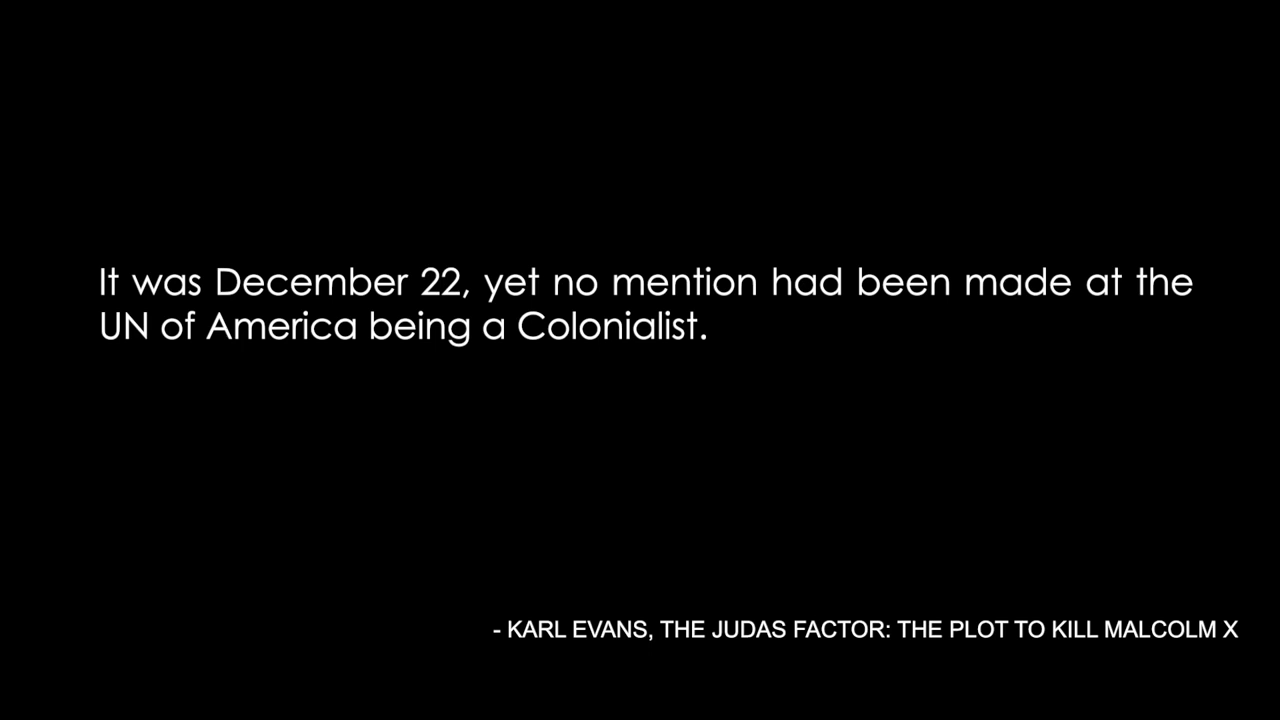 It was December 22, yet no mention had been made at the
UN of America being a Colonialist.
- KARL EVANS, THE JUDAS FACTOR: THE PLOT TO KILL MALCOLM X